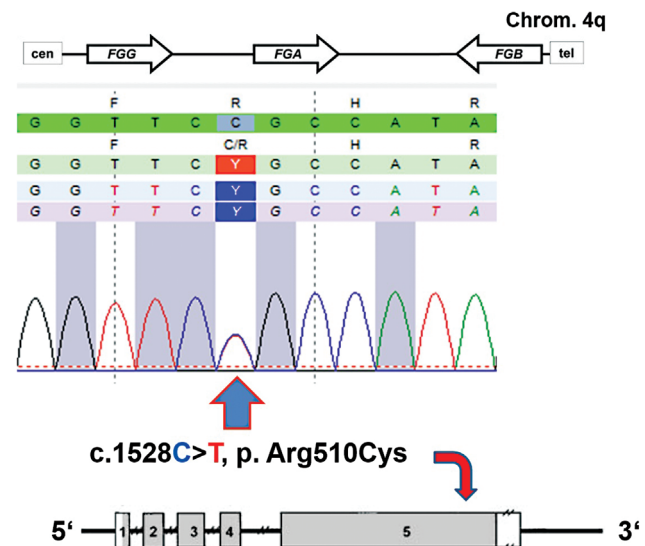 Chrom. 4q
cen FGG FGA FGB tel
F R H R
G G T T C C G C C A T A
F C/R H R
G G T T C Y G C C A T A
G G T T C Y G C C A T A
G G T T C Y G C C A T A
c.1528C>T, p. Arg510Cys
5‘ 1 2 3 4 5 3‘